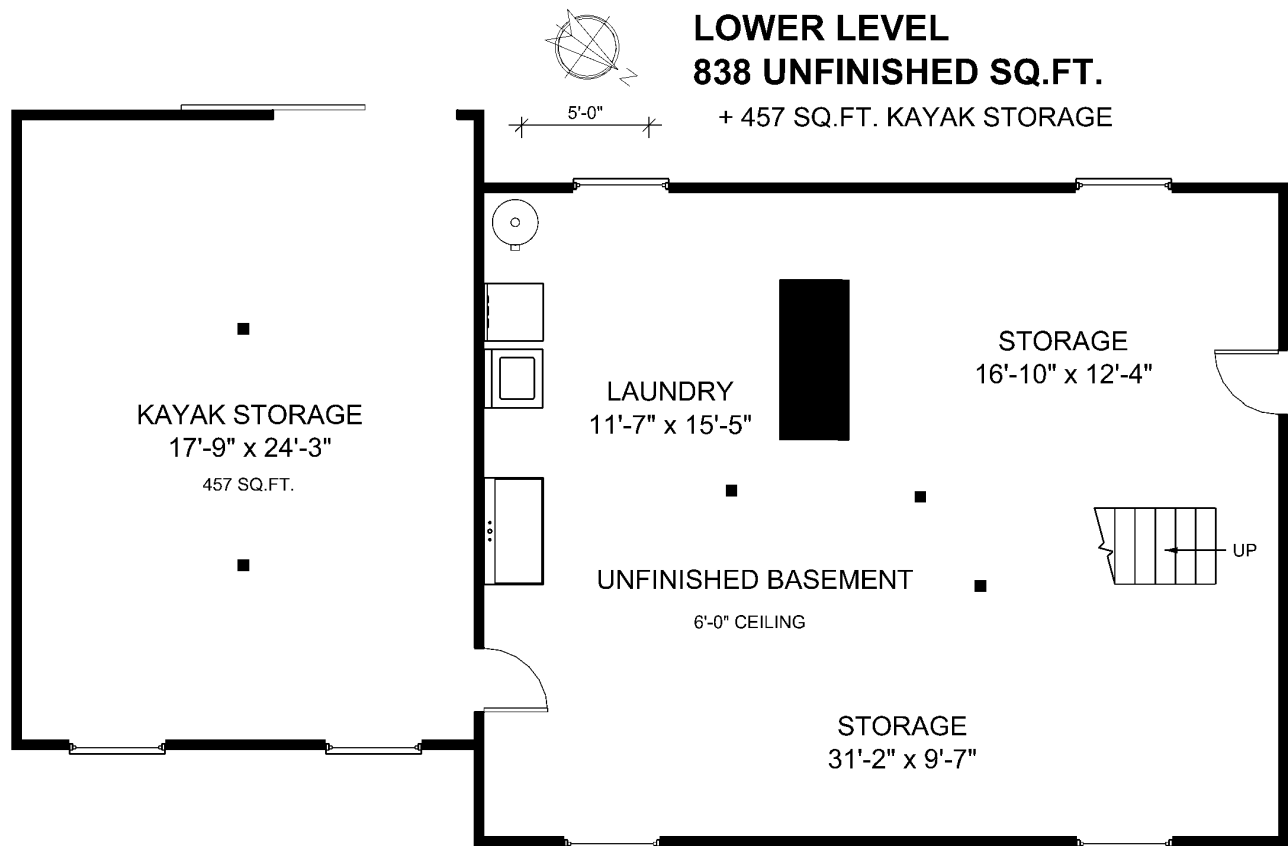 LOWER LEVEL
838 UNFINISHED SQ.FT.
+ 457 SQ.FT. KAYAK STORAGE
N
5'-0"
KAYAK STORAGE
17'-9" x 24'-3"
457 SQ.FT.
LAUNDRY
11'-7" x 15'-5"
STORAGE
16'-10" x 12'-4"
UP
UNFINISHED BASEMENT
6'-0" CEILING
STORAGE
31'-2" x 9'-7"